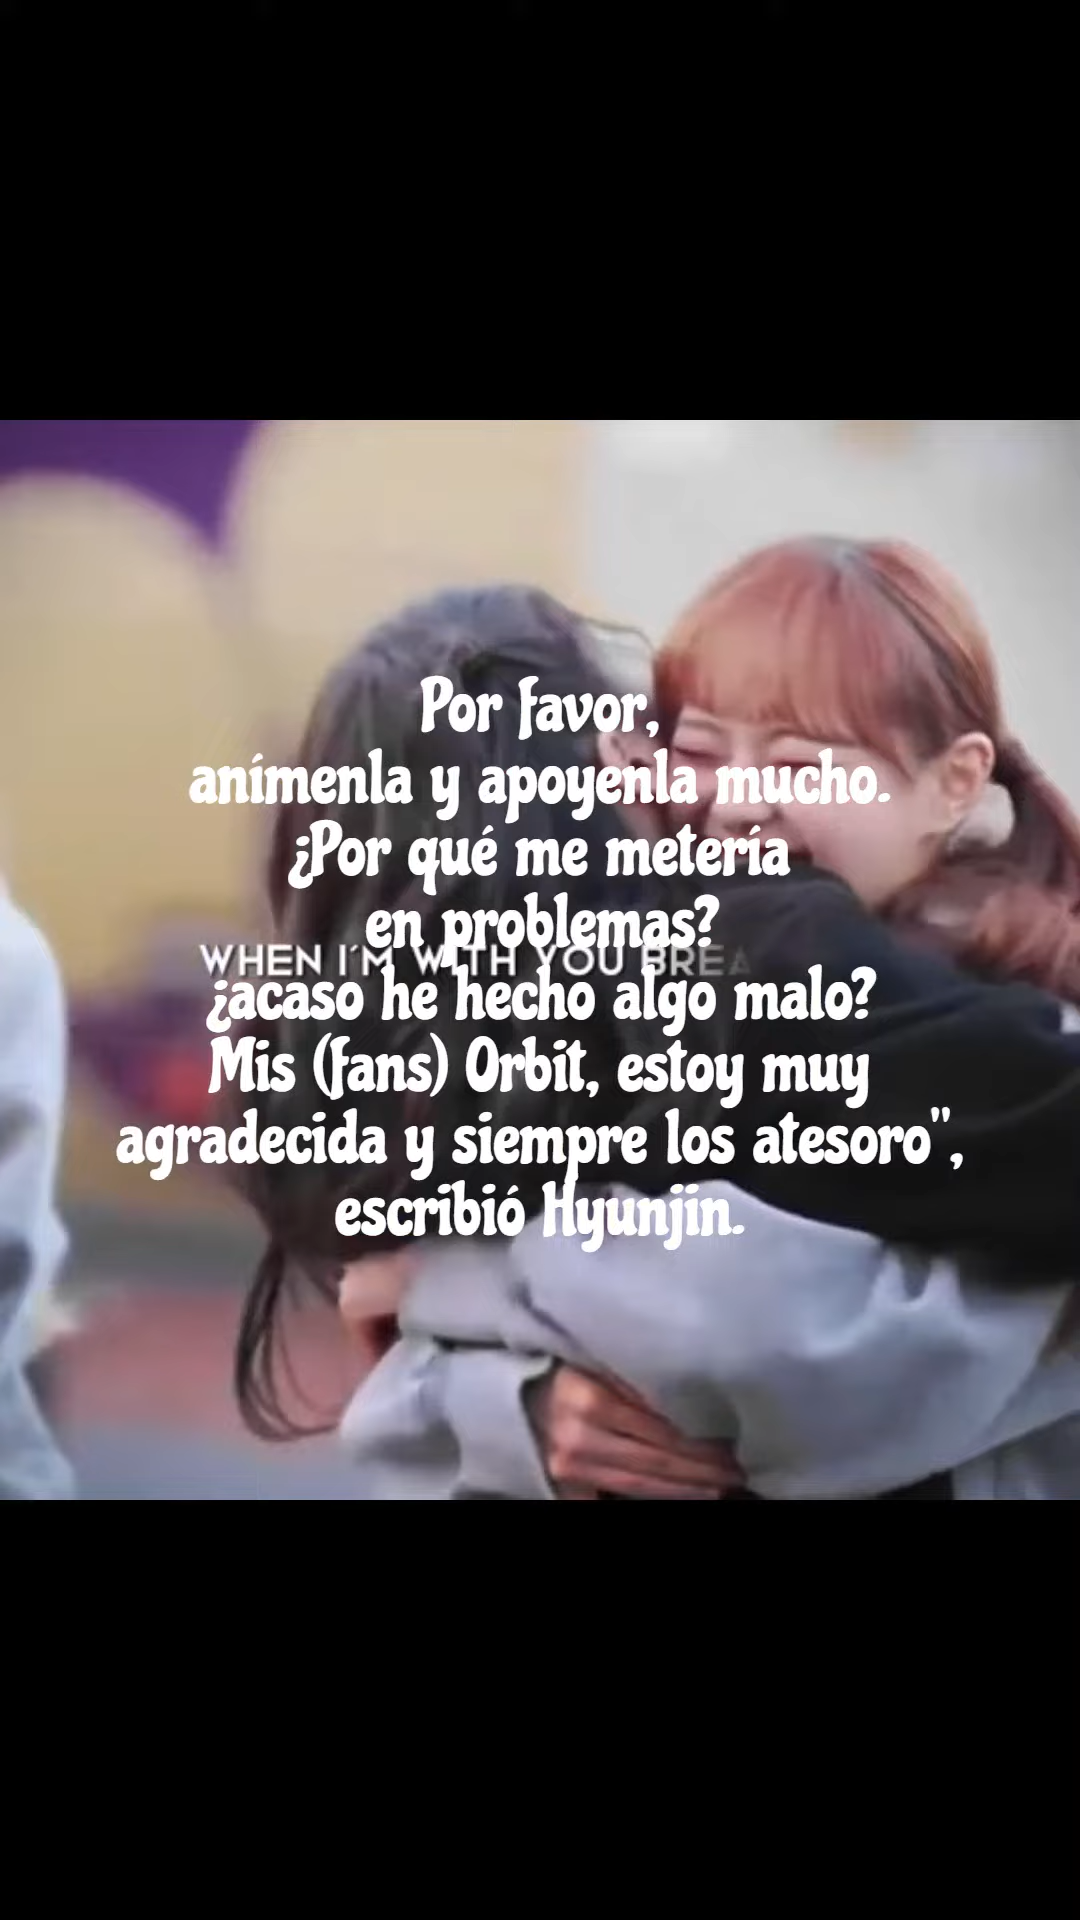 Por favor,
anímenla y apoyenla mucho.
¿Por qué me metería
en problemas?
WHEN I´M WITH YOU BREA
¿acaso he hecho algo malo?
Mis (fans) Orbit, estoy muy
agradecida y siempre los atesoro",
escribió Hyunjin.